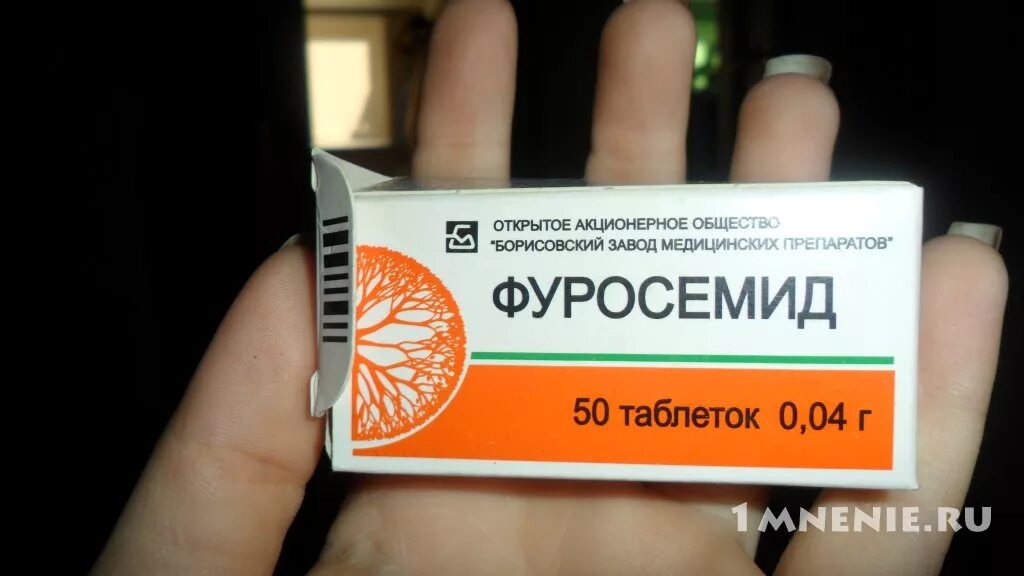 ОТКРЫТОЕ АКЦИОНЕРНОЕ ОБЩЕСТВО
"БОРИСОВСКИЙ ЗАВОД МЕДИЦИНСКИХ ПРЕПАРАТОВ"
ФУРОСЕМИД
50 таблеток 0,04 г
1MNENIE.RU